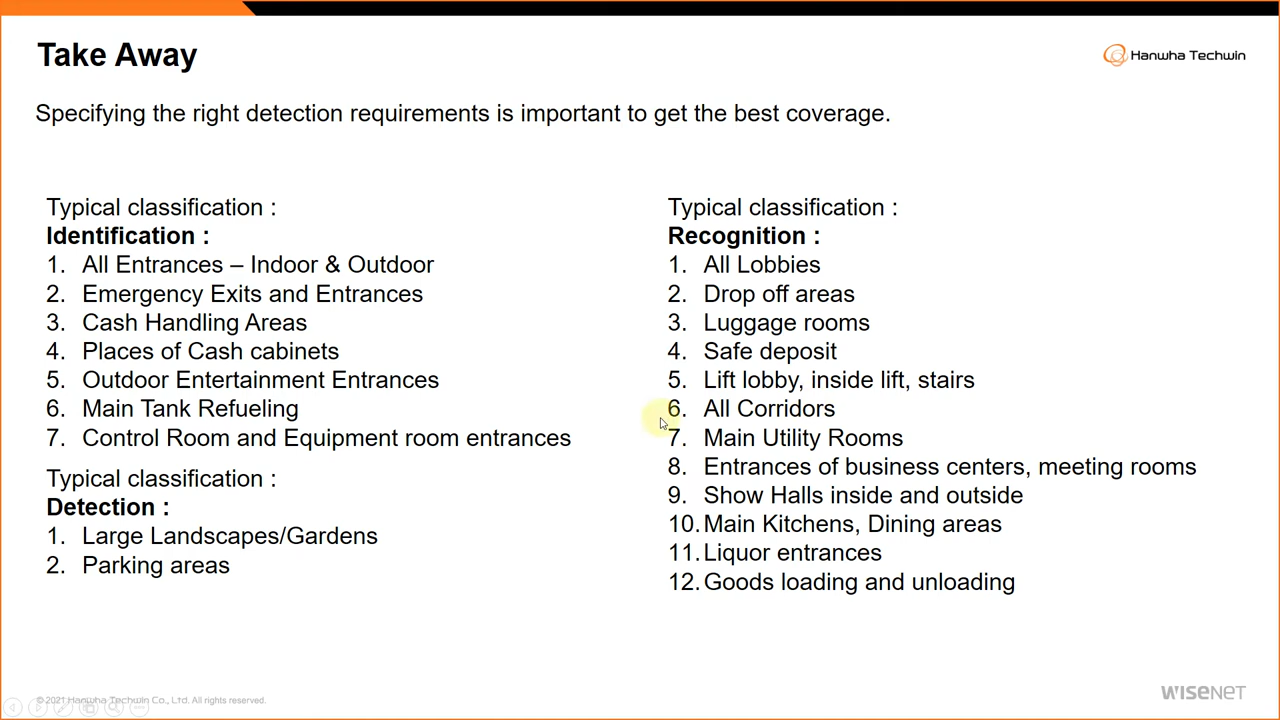 Take Away
Hanwha Techwin
Specifying the right detection requirements is important to get the best coverage.
Typical classification :
Identification :
1. All Entrances – Indoor & Outdoor
2. Emergency Exits and Entrances
3. Cash Handling Areas
4. Places of Cash cabinets
5. Outdoor Entertainment Entrances
6. Main Tank Refueling
7. Control Room and Equipment room entrances
Typical classification :
Detection :
1. Large Landscapes/Gardens
2. Parking areas
Typical classification :
Recognition :
1. All Lobbies
2. Drop off areas
3. Luggage rooms
4. Safe deposit
5. Lift lobby, inside lift, stairs
6. All Corridors
7. Main Utility Rooms
8. Entrances of business centers, meeting rooms
9. Show Halls inside and outside
10. Main Kitchens, Dining areas
11. Liquor entrances
12. Goods loading and unloading
© 2021 Hanwha Techwin Co., Ltd. All rights reserved.
WISENET